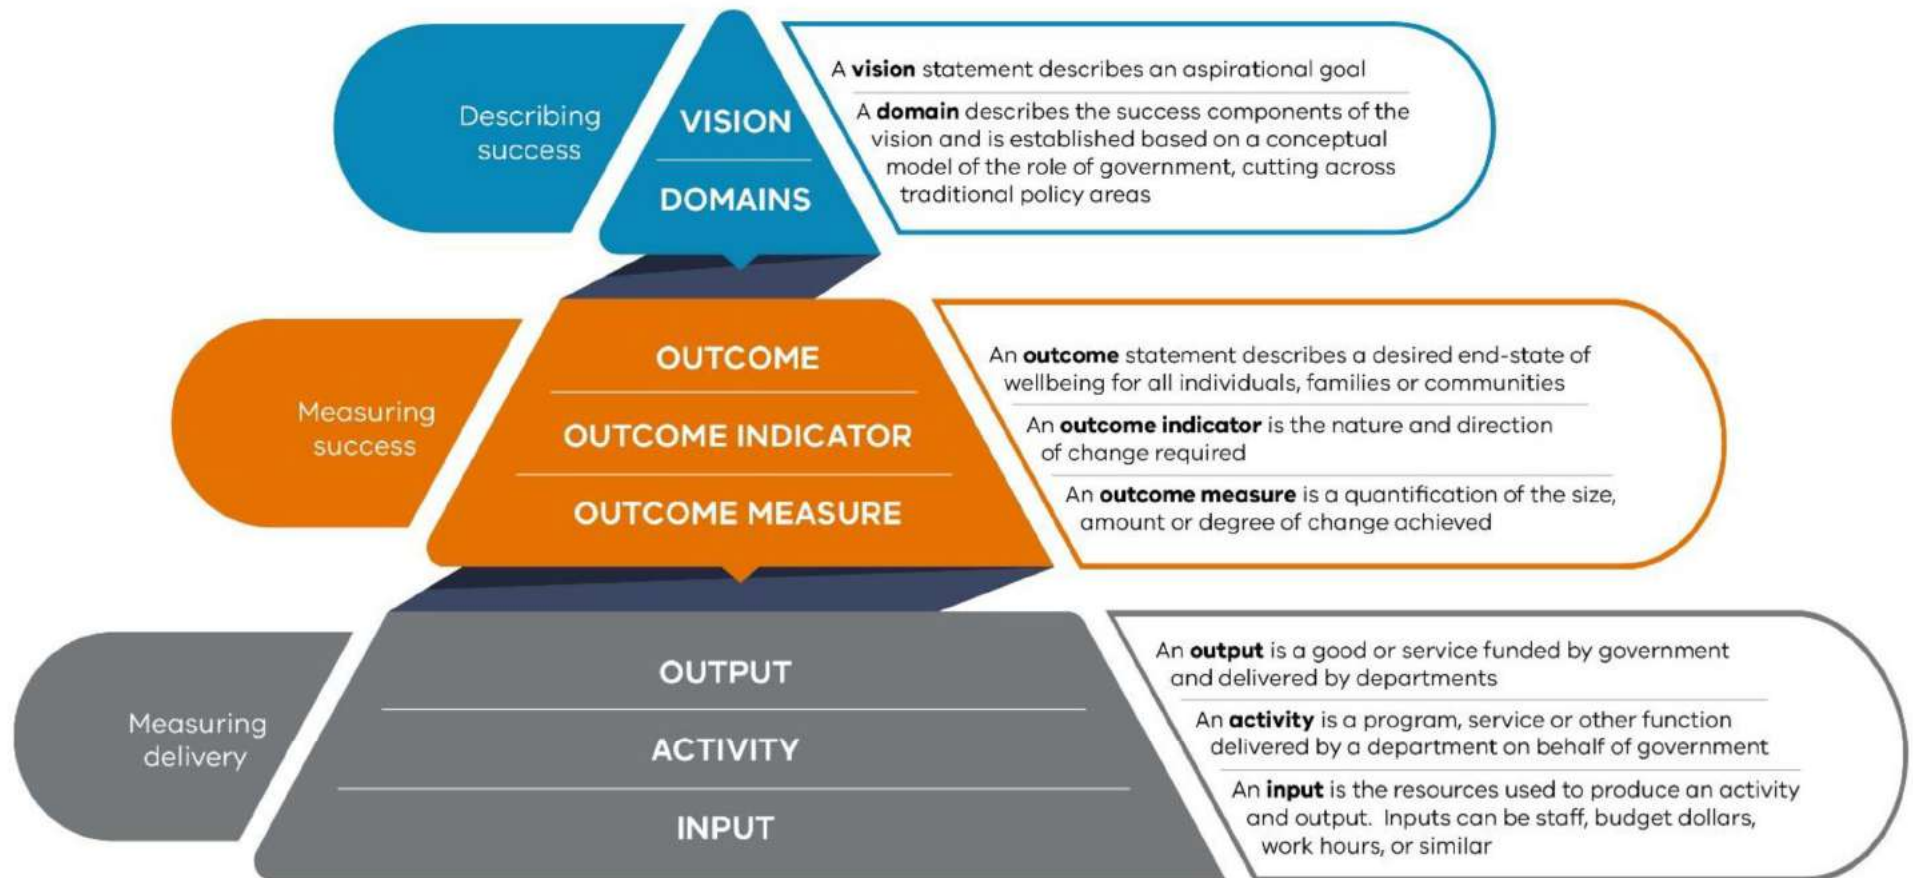 Describing
success
VISION
DOMAINS
A vision statement describes an aspirational goal
A domain describes the success components of the
vision and is established based on a conceptual
model of the role of government, cutting across
traditional policy areas
Measuring
success
OUTCOME
OUTCOME INDICATOR
OUTCOME MEASURE
An outcome statement describes a desired end-state of
wellbeing for all individuals, families or communities
An outcome indicator is the nature and direction
of change required
An outcome measure is a quantification of the size,
amount or degree of change achieved
Measuring
delivery
OUTPUT
ACTIVITY
INPUT
An output is a good or service funded by government
and delivered by departments
An activity is a program, service or other function
delivered by a department on behalf of government
An input is the resources used to produce an activity
and output. Inputs can be staff, budget dollars,
work hours, or similar